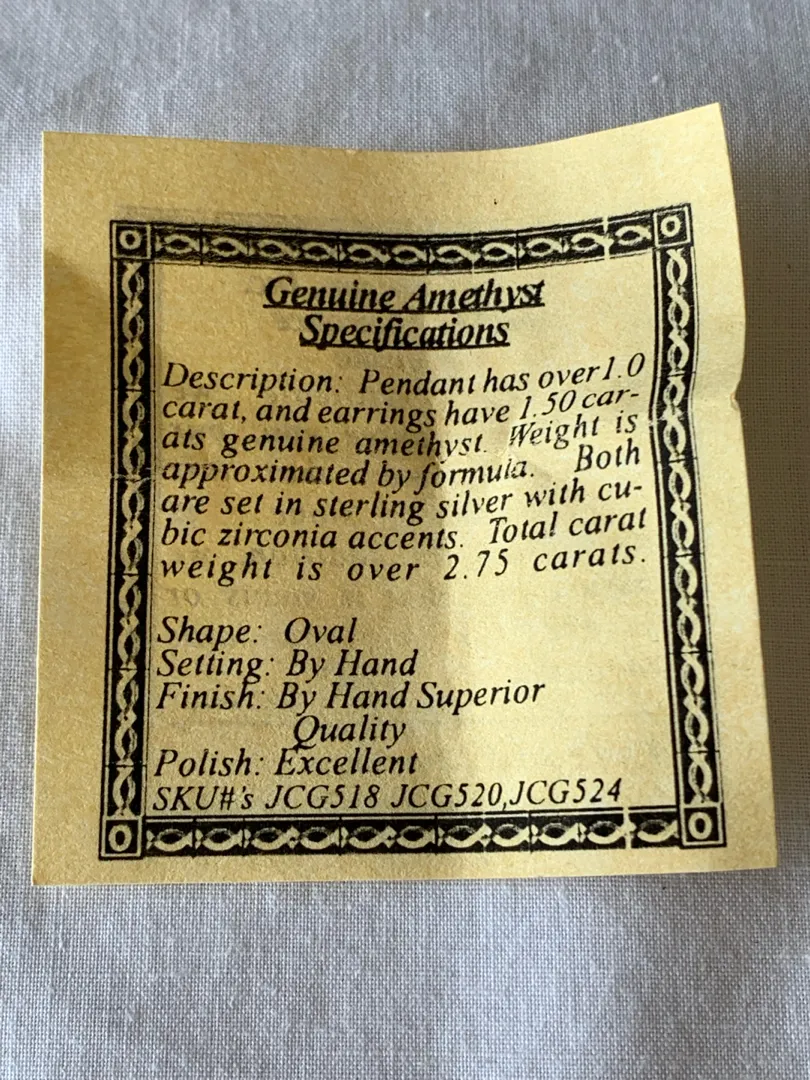 Genuine Amethyst
Specifications
Description: Pendant has over 1.0
carat, and earrings have 1.50 car-
ats genuine amethyst. Weight is
approximated by formula. Both
are set in sterling silver with cu-
bic zirconia accents. Total carat
weight is over 2.75 carats.
Shape: Oval
Setting: By Hand
Finish: By Hand Superior
Quality
Polish: Excellent
SKU#'s JCG518 JCG520,JCG524